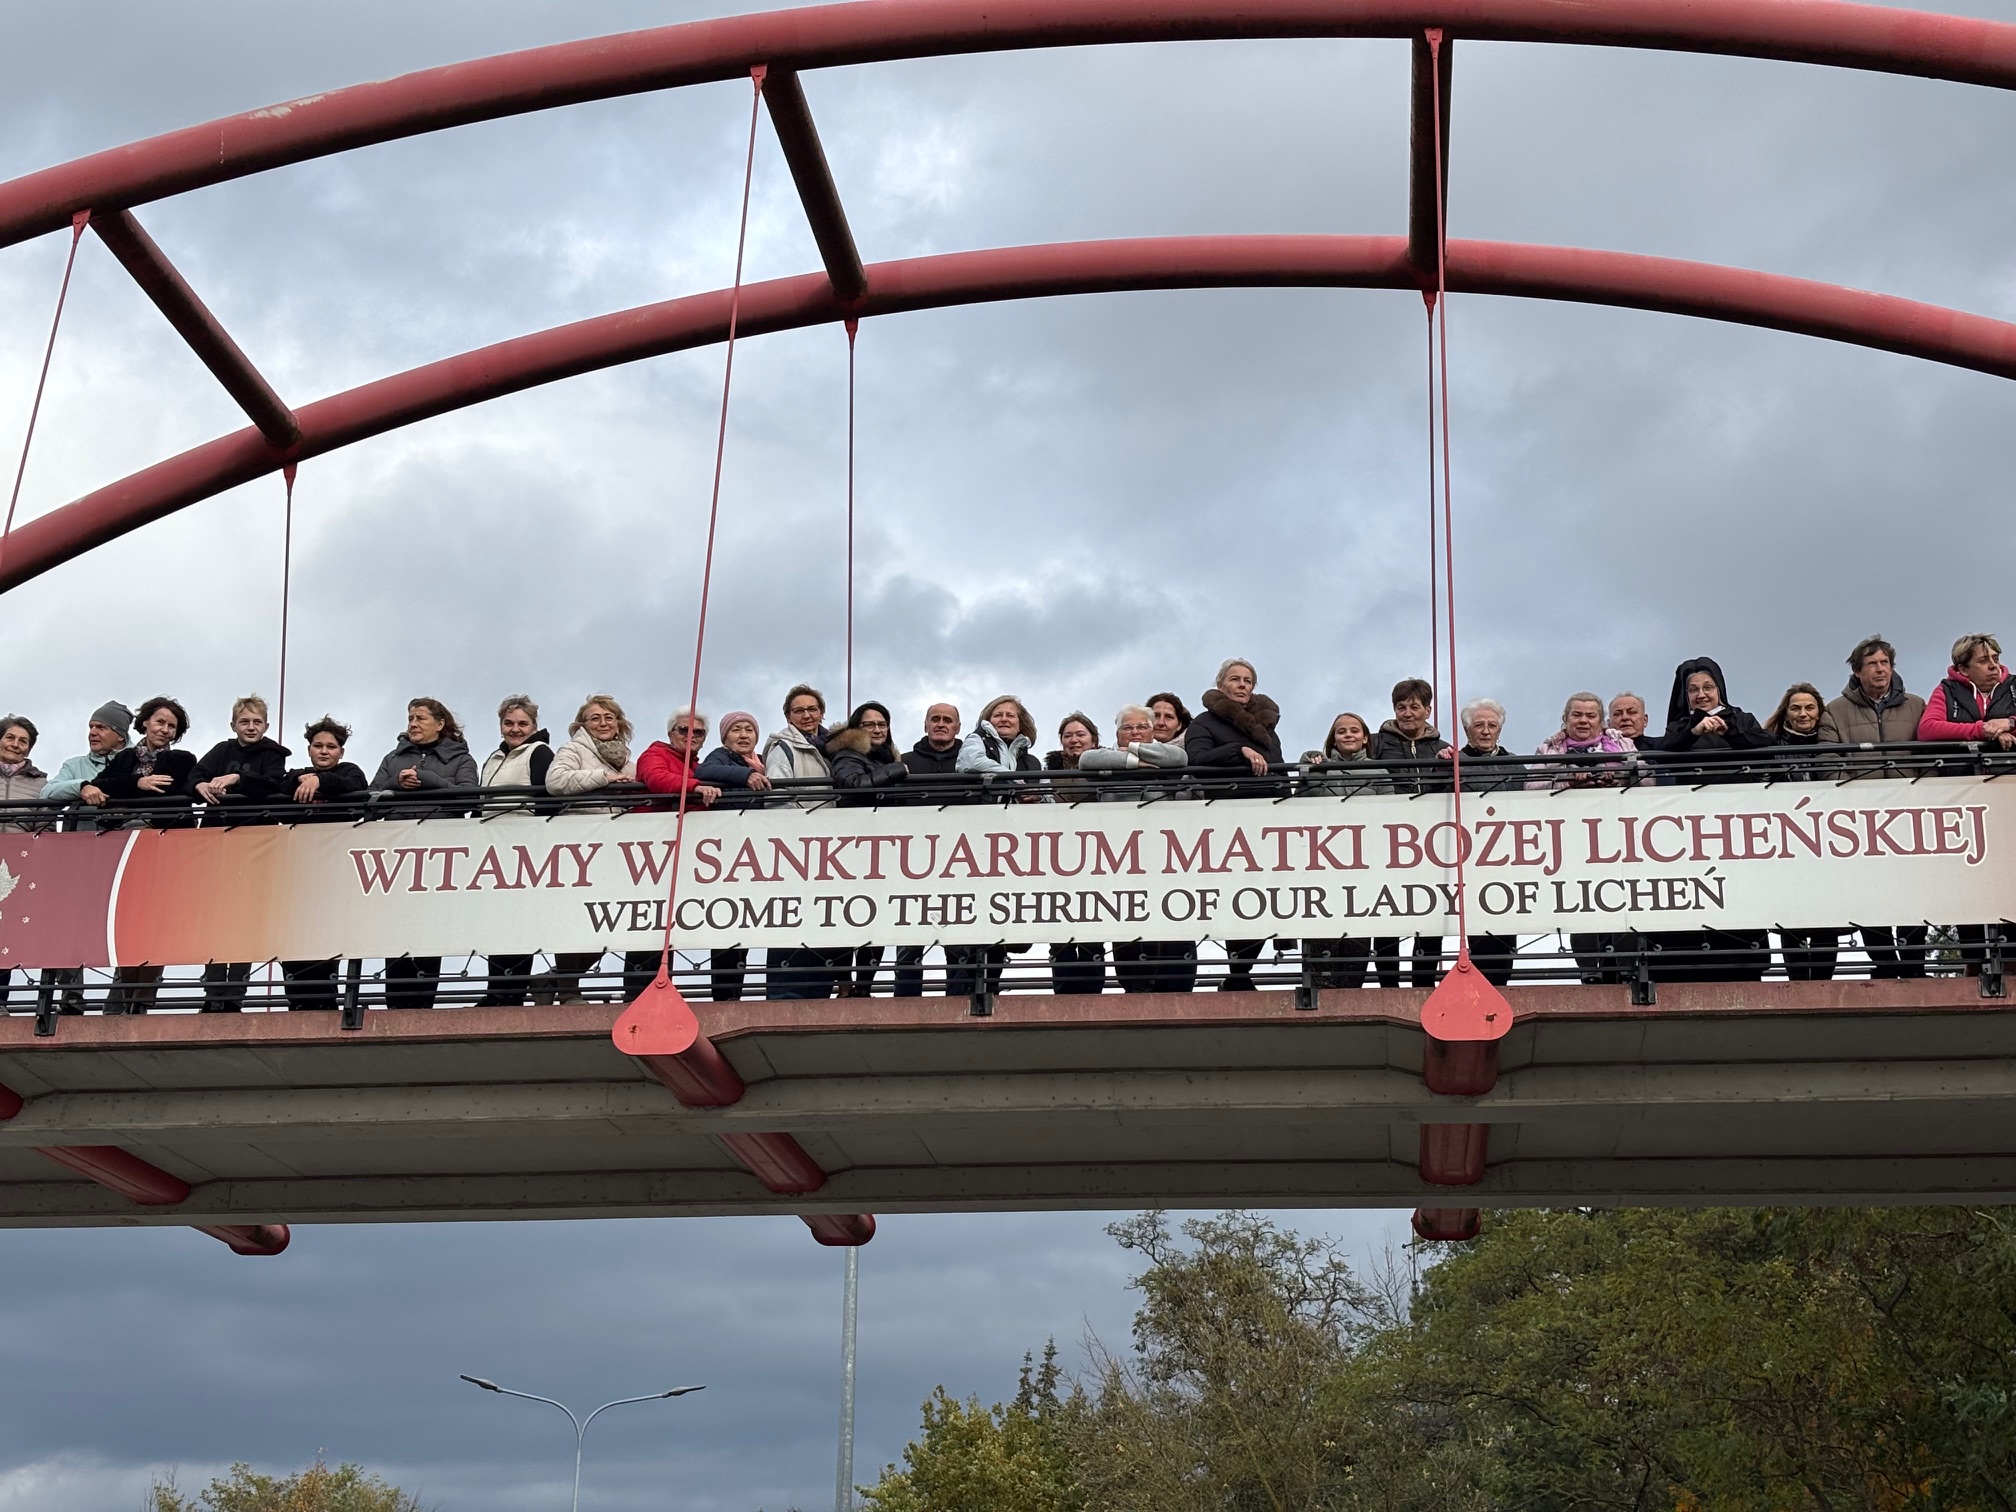 WITAMY W SANKTUARIUM MATKI BOŻEJ LICHEŃSKIEJ
WELCOME TO THE SHRINE OF OUR LADY OF LICHEŃ